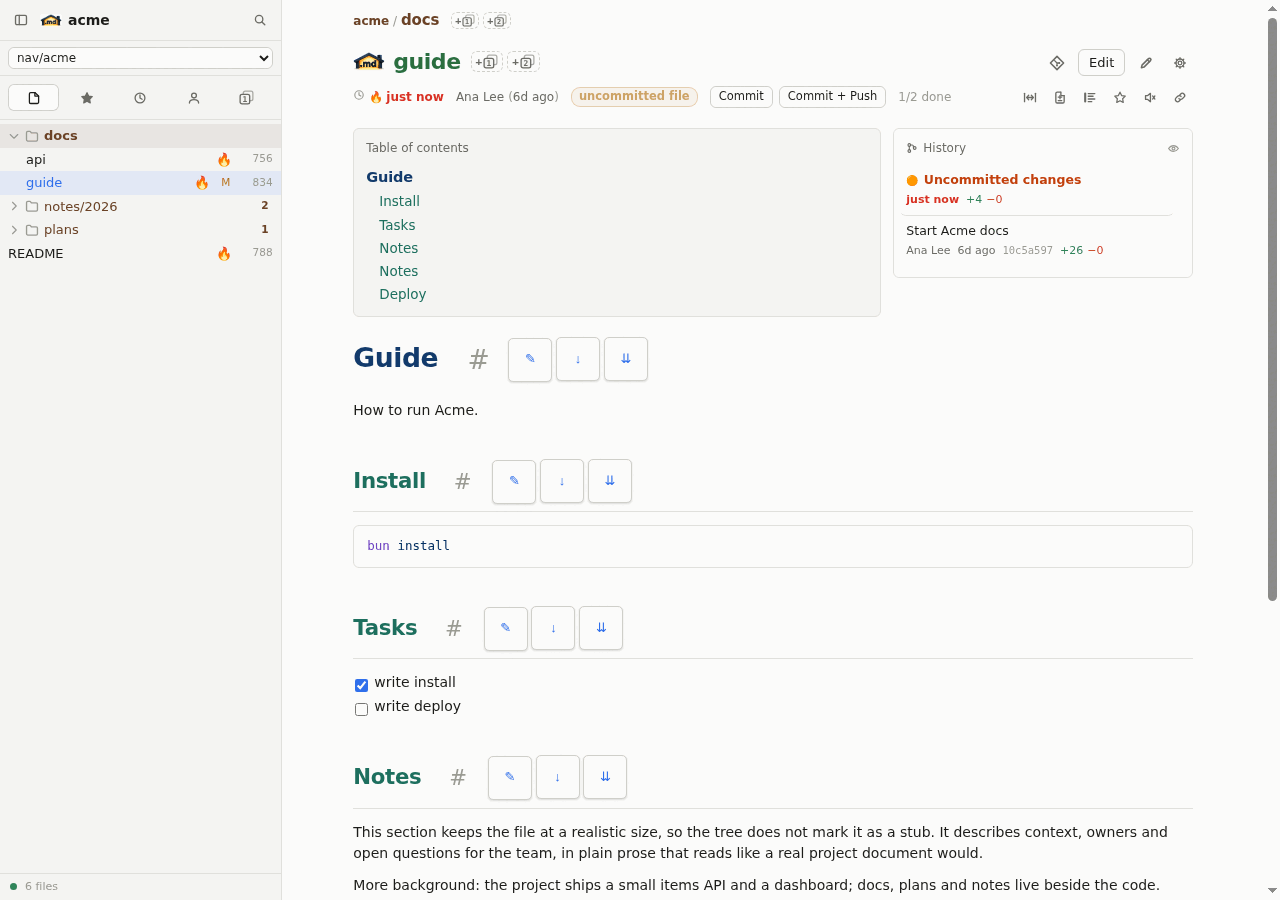 acme
nav/acme
docs
api 756
guide M 834
notes/2026 2
plans 1
README 788
6 files
acme / docs +1 +2
.md guide +1 +2
Edit
just now Ana Lee (6d ago) uncommitted file Commit Commit + Push 1/2 done
Table of contents
Guide
Install
Tasks
Notes
Notes
Deploy
History
Uncommitted changes
just now +4 −0
Start Acme docs
Ana Lee 6d ago 10c5a597 +26 −0
Guide # ✎ ↓ ⇊
How to run Acme.
Install # ✎ ↓ ⇊
bun install
Tasks # ✎ ↓ ⇊
write install
write deploy
Notes # ✎ ↓ ⇊
This section keeps the file at a realistic size, so the tree does not mark it as a stub. It describes context, owners and
open questions for the team, in plain prose that reads like a real project document would.
More background: the project ships a small items API and a dashboard; docs, plans and notes live beside the code.